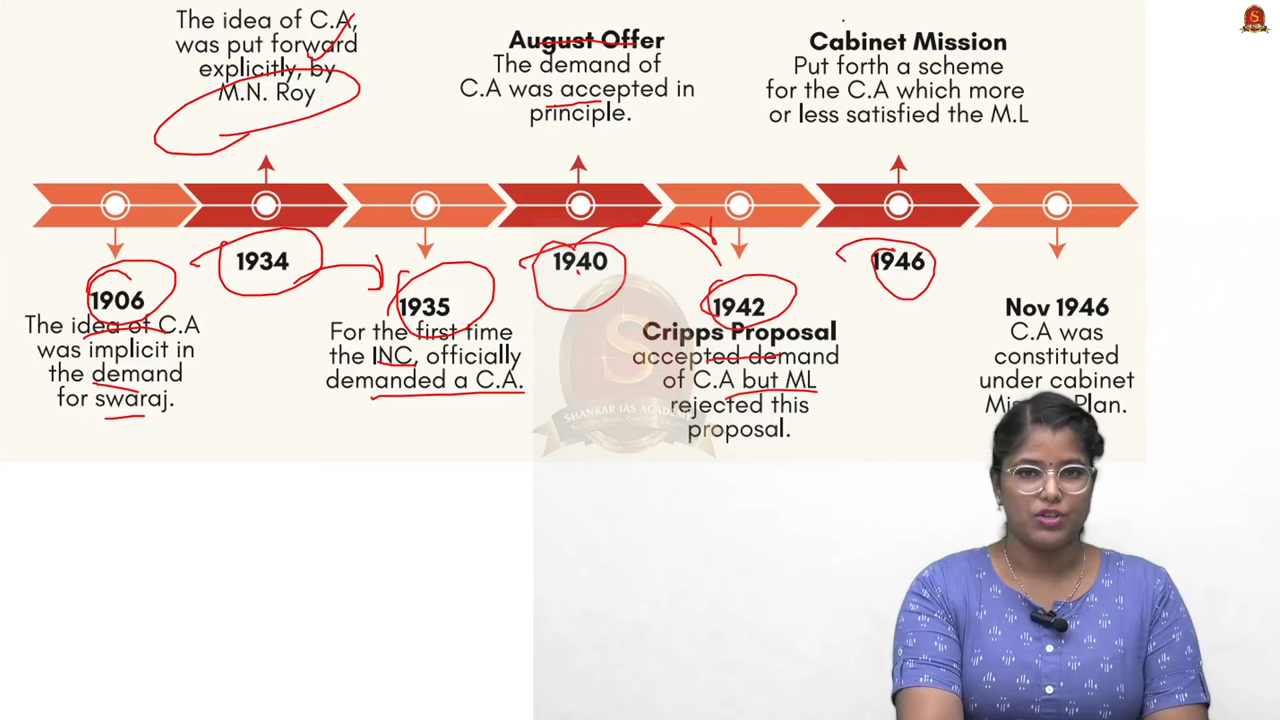 The idea of C.A,
was put forward
explicitly, by
M.N. Roy
August Offer
The demand of
C.A was accepted in
principle.
Cabinet Mission
Put forth a scheme
for the C.A which more
or less satisfied the M.L
1906
The idea of C.A
was implicit in
the demand
for swaraj.
1934
1935
For the first time
the INC, officially
demanded a C.A.
1940
1942
Cripps Proposal
accepted demand
of C.A but ML
rejected this
proposal.
1946
Nov 1946
C.A was
constituted
under cabinet
Plan.
SHANKAR IAS ACADEMY